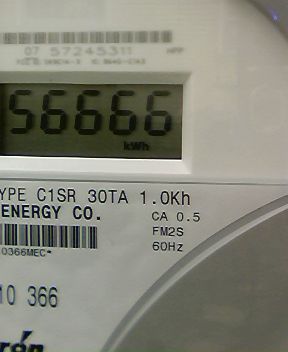 07 57245311
56666
kWh
YPE C1SR 30TA 1.0Kh
ENERGY CO.
CA 0.5
FM2S
60Hz
0366MEC*
10 366
rón